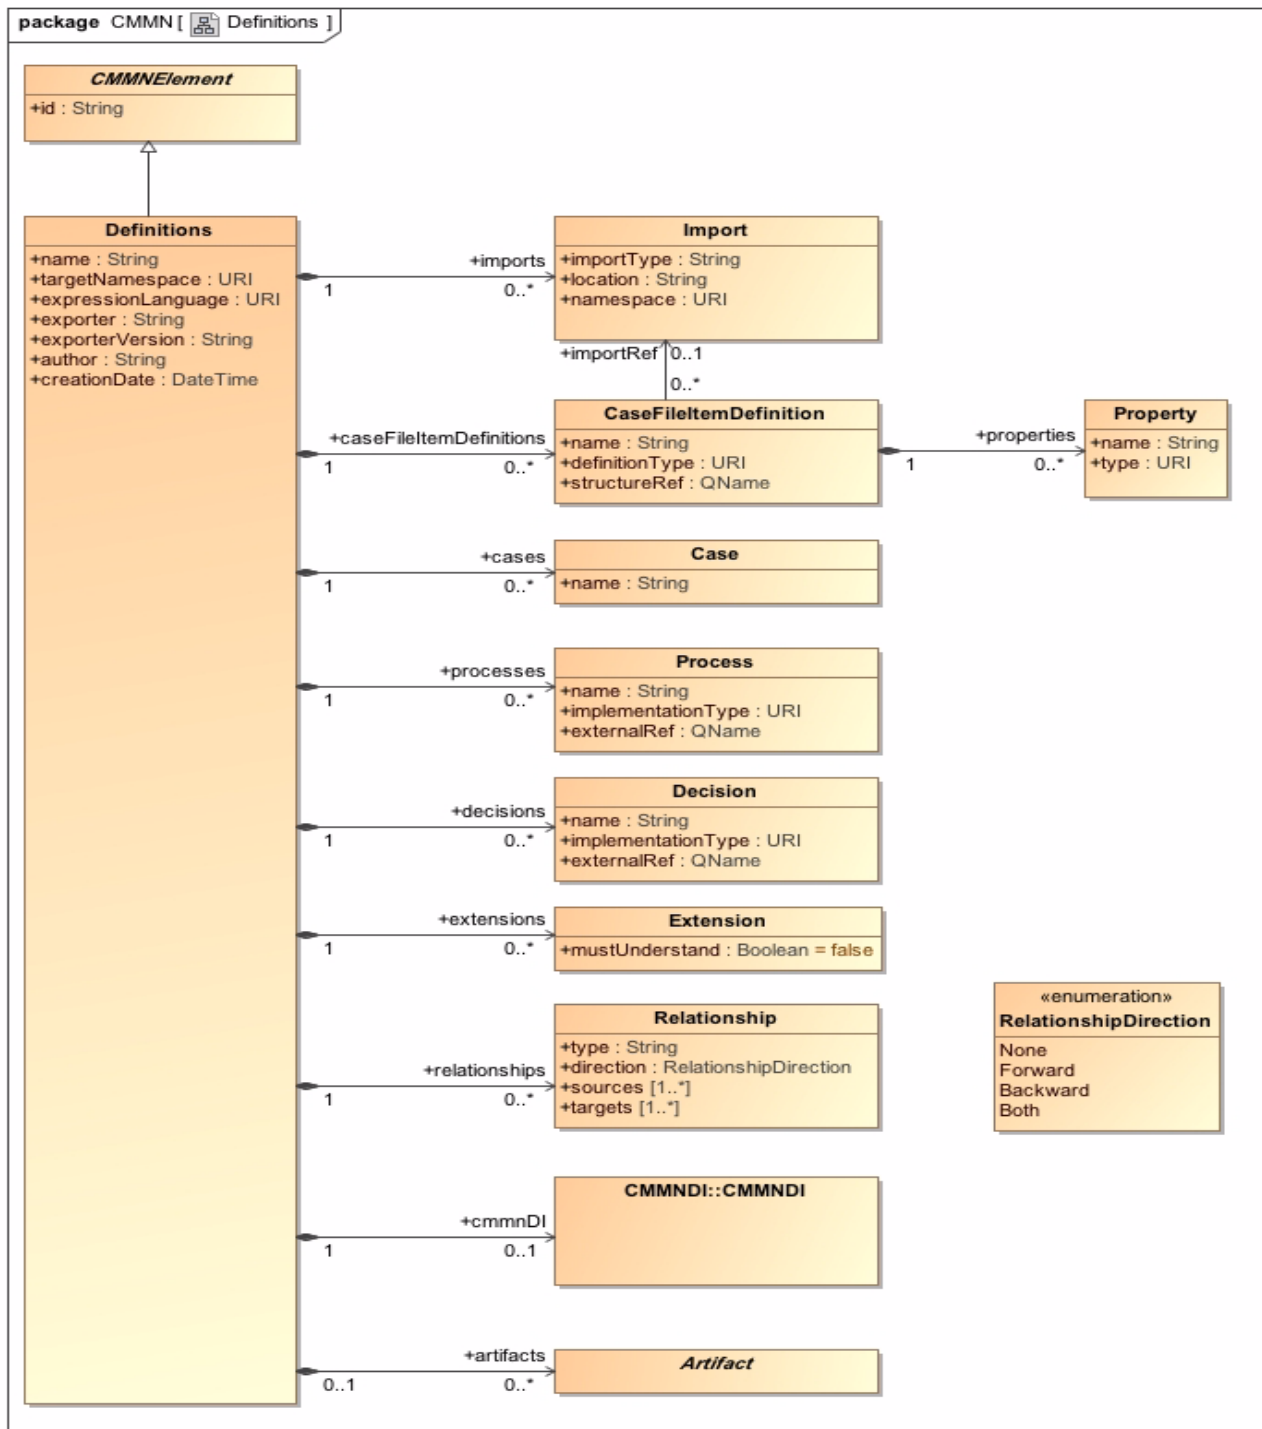 package CMMN [ Definitions ]
CMMNElement
+id : String
Definitions
+name : String
+targetNamespace : URI
+expressionLanguage : URI
+exporter : String
+exporterVersion : String
+author : String
+creationDate : DateTime
+imports
1 0..*
Import
+importType : String
+location : String
+namespace : URI
+importRef 0..1
0..*
+caseFileItemDefinitions
1 0..*
CaseFileItemDefinition
+name : String
+definitionType : URI
+structureRef : QName
+properties
1 0..*
Property
+name : String
+type : URI
+cases
1 0..*
Case
+name : String
+processes
1 0..*
Process
+name : String
+implementationType : URI
+externalRef : QName
+decisions
1 0..*
Decision
+name : String
+implementationType : URI
+externalRef : QName
+extensions
1 0..*
Extension
+mustUnderstand : Boolean = false
+relationships
1 0..*
Relationship
+type : String
+direction : RelationshipDirection
+sources [1..*]
+targets [1..*]
«enumeration»
RelationshipDirection
None
Forward
Backward
Both
+cmmnDI
1 0..1
CMMNDI::CMMNDI
+artifacts
0..1 0..*
Artifact